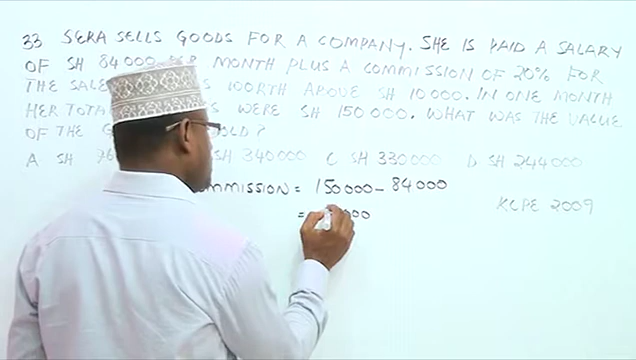 33 SERA SELLS GOODS FOR A COMPANY. SHE IS PAID A SALARY
OF SH 84000 PER MONTH PLUS A COMMISSION OF 20% FOR
THE SALE WORTH ABOVE SH 10000. IN ONE MONTH
HER TOTAL WERE SH 150000. WHAT WAS THE VALUE
OF THE SOLD?
A SH SH 340000 C SH 330000 D SH 244000
COMMISSION = 150000 - 84000
=
KCPE 2009